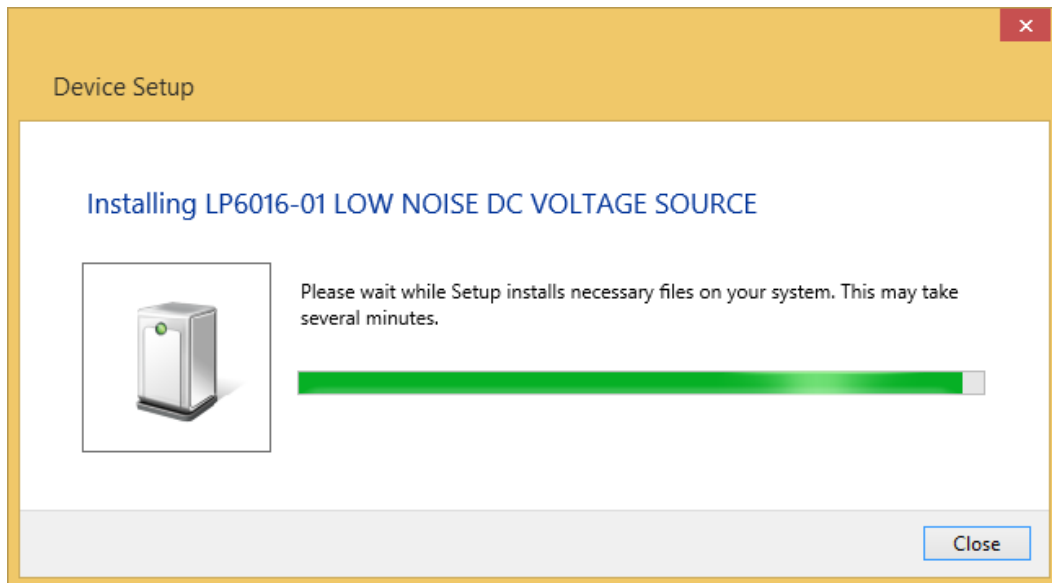 Device Setup
Installing LP6016-01 LOW NOISE DC VOLTAGE SOURCE
Please wait while Setup installs necessary files on your system. This may take
several minutes.
Close